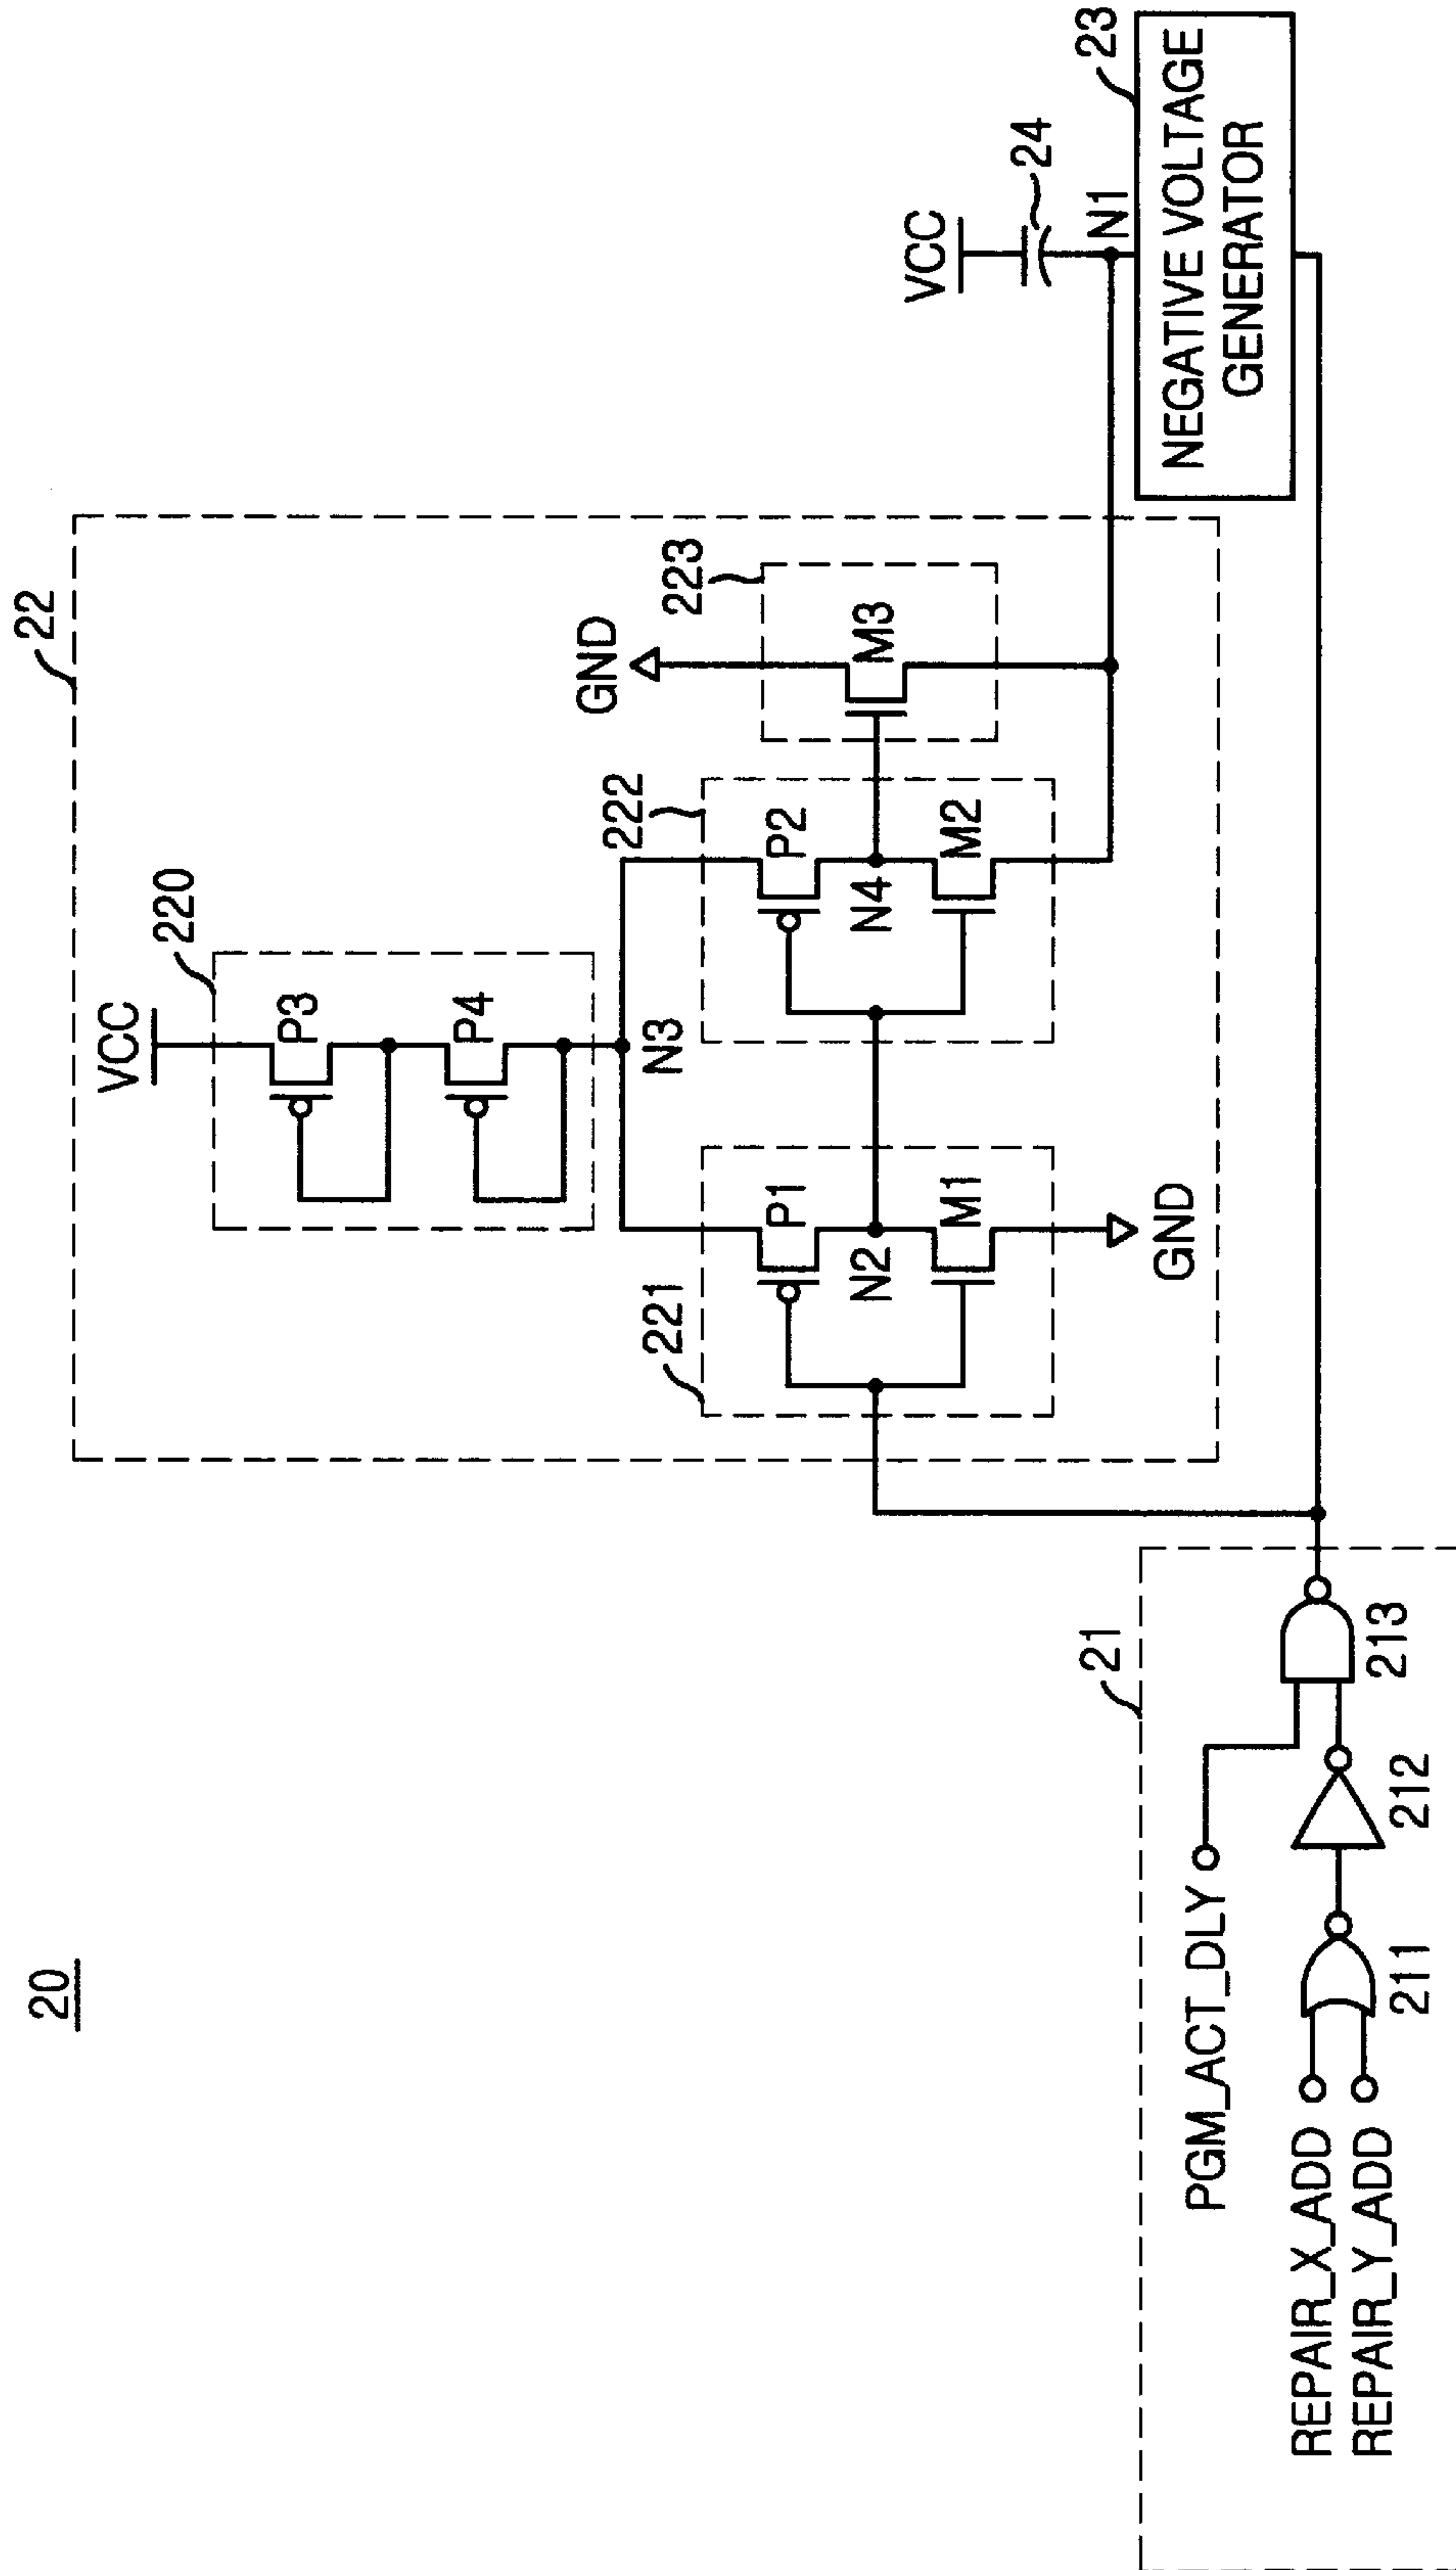 20
22
VCC
220
P3
P4
N3
GND
221
P1
N2
M1
GND
222
P2
N4
M2
223
M3
VCC
24
N1
23
NEGATIVE VOLTAGE
GENERATOR
21
PGM_ACT_DLY
REPAIR_X_ADD
REPAIR_Y_ADD
211
212
213